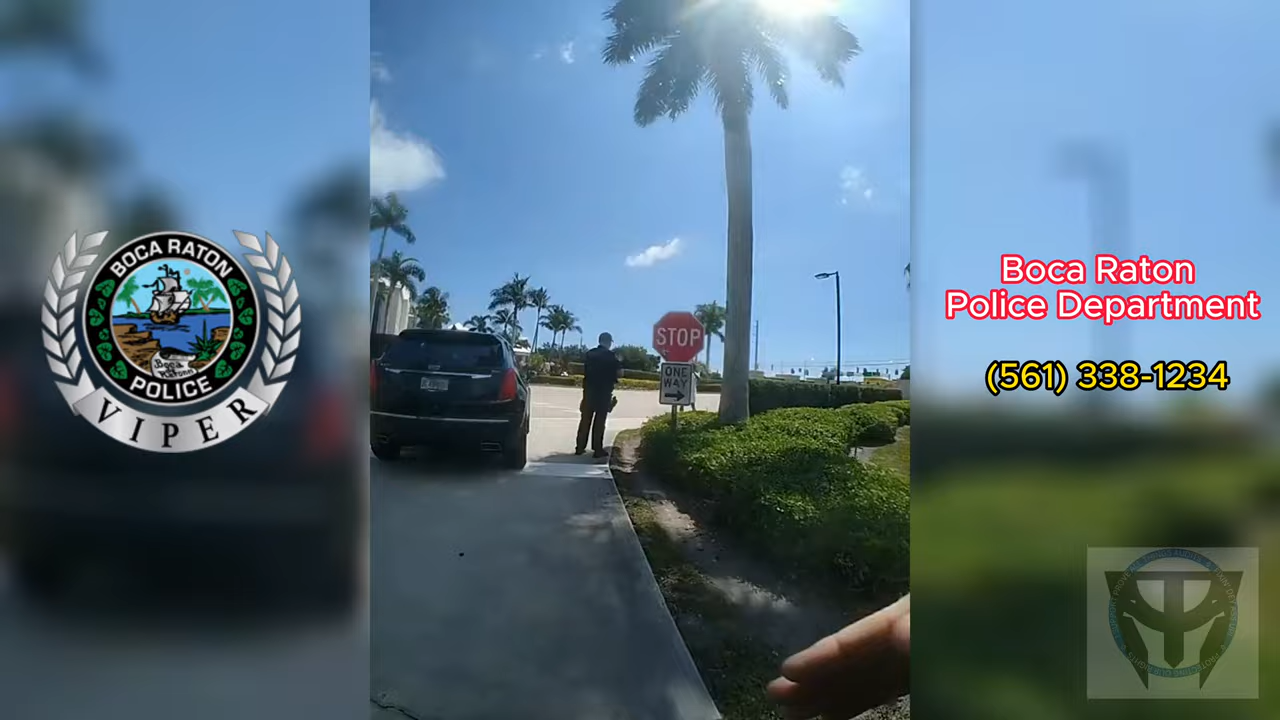 BOCA RATON
POLICE
VIPER
STOP
ONE
WAY
Boca Raton
Police Department
(561) 338-1234